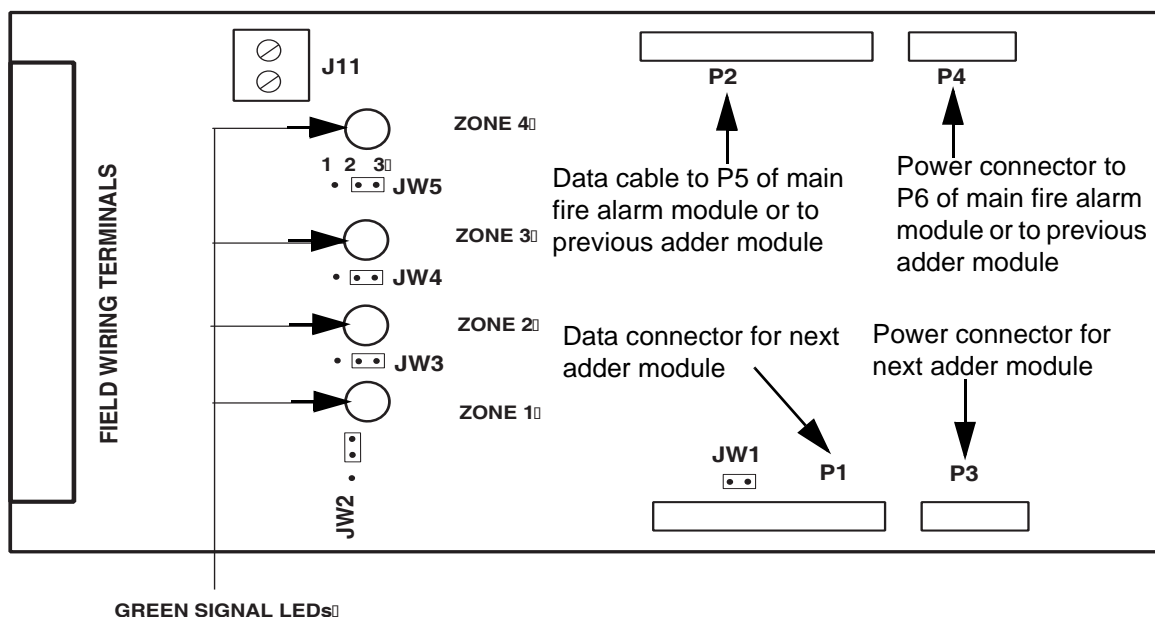 J11
P2
P4
ZONE 4
1 2 3
JW5
Data cable to P5 of main
fire alarm module or to
previous adder module
Power connector to
P6 of main fire alarm
module or to previous
adder module
FIELD WIRING TERMINALS
ZONE 3
JW4
ZONE 2
JW3
Data connector for next
adder module
Power connector for
next adder module
ZONE 1
JW1
P1
P3
JW2
GREEN SIGNAL LEDs